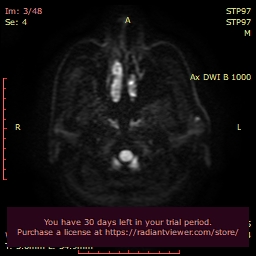 Im: 3/48
Se: 4
A
STP97
STP97
M
Ax DWI B 1000
R
L
You have 30 days left in your trial period.
Purchase a license at https://radiantviewer.com/store/